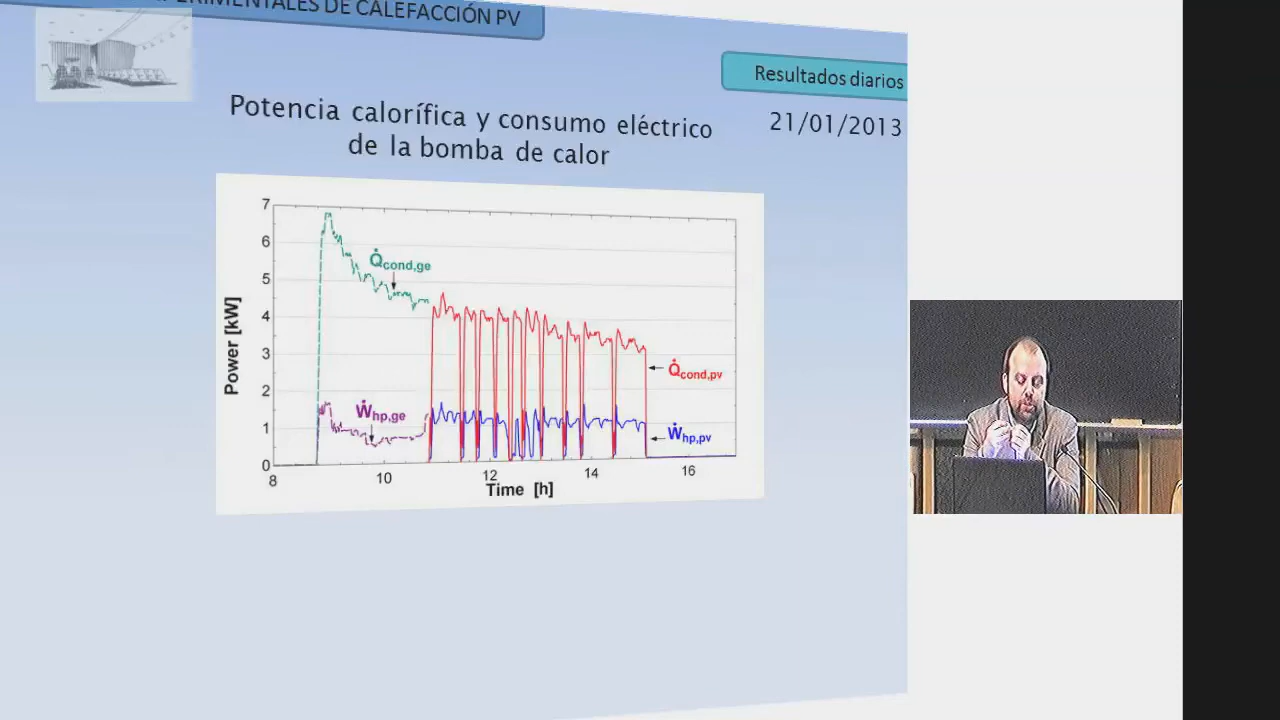 PERIMENTALES DE CALEFACCIÓN PV
Resultados diarios
21/01/2013
Potencia calorífica y consumo eléctrico
de la bomba de calor
7
6
5
4
3
2
1
0
Power [kW]
Q̇cond,ge
Ẇhp,ge
Q̇cond,pv
Ẇhp,pv
8 10 12 14 16
Time [h]